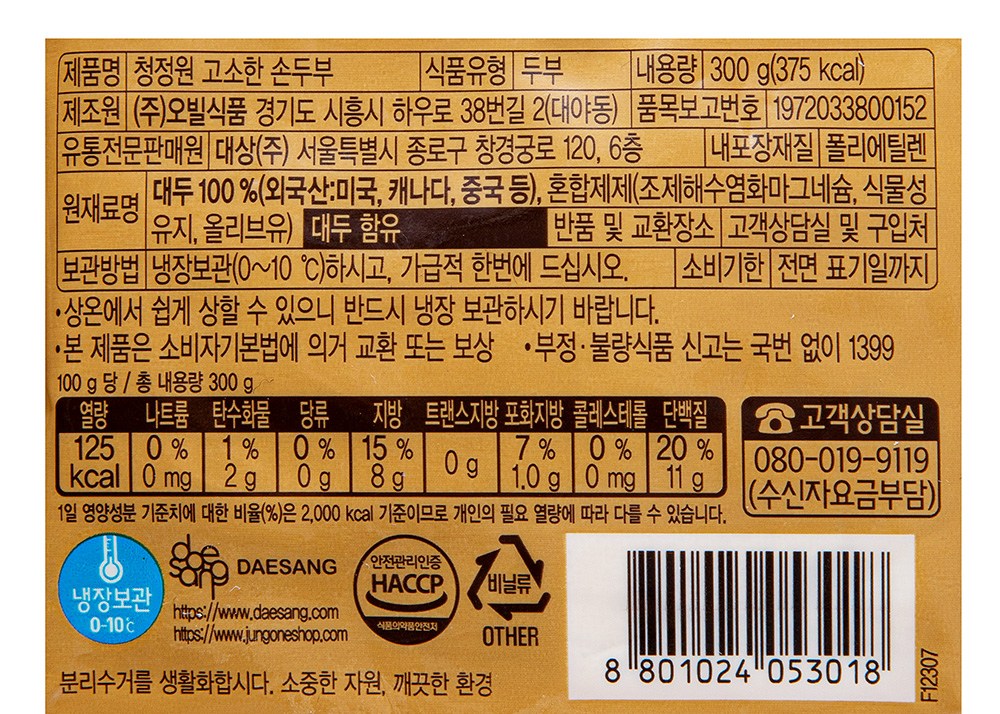 제품명 청정원 고소한 손두부 식품유형 두부 내용량 300 g(375 kcal)
제조원 (주)오빌식품 경기도 시흥시 하우로 38번길 2(대야동) 품목보고번호 1972033800152
유통전문판매원 대상(주) 서울특별시 종로구 창경궁로 120, 6층 내포장재질 폴리에틸렌
원재료명 대두 100 %(외국산:미국, 캐나다, 중국 등), 혼합제제(조제해수염화마그네슘, 식물성
유지, 올리브유) 대두 함유 반품 및 교환장소 고객상담실 및 구입처
보관방법 냉장보관(0~10 ℃)하시고, 가급적 한번에 드십시오. 소비기한 전면 표기일까지
•상온에서 쉽게 상할 수 있으니 반드시 냉장 보관하시기 바랍니다.
•본 제품은 소비자기본법에 의거 교환 또는 보상 •부정·불량식품 신고는 국번 없이 1399
100 g 당 / 총 내용량 300 g
열량 나트륨 탄수화물 당류 지방 트랜스지방 포화지방 콜레스테롤 단백질
125 0 % 1 % 0 % 15 % 0 g 7 % 0 % 20 %
kcal 0 mg 2 g 0 g 8 g 1.0 g 0 mg 11 g
고객상담실
080-019-9119
(수신자요금부담)
1일 영양성분 기준치에 대한 비율(%)은 2,000 kcal 기준이므로 개인의 필요 열량에 따라 다를 수 있습니다.
냉장보관
0-10℃
daesang DAESANG
https://www.daesang.com
https://www.jungoneshop.com
안전관리인증
HACCP
식품의약품안전처
비닐류
OTHER
8 801024 053018
F12307
분리수거를 생활화합시다. 소중한 자원, 깨끗한 환경